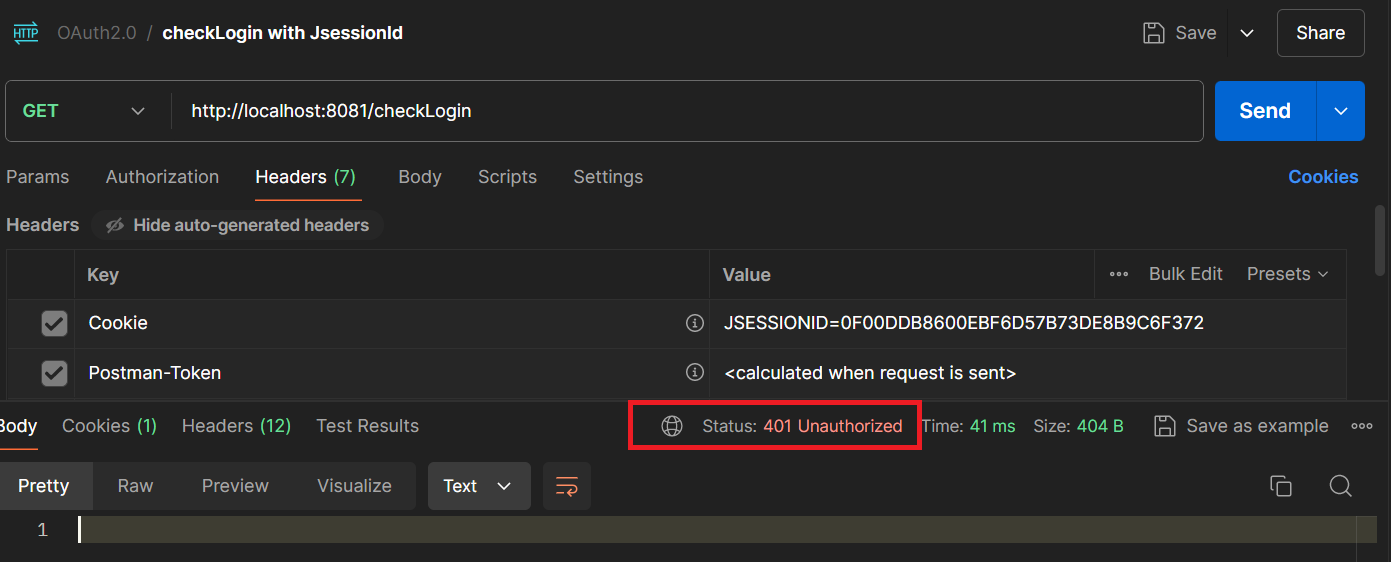 HTTP OAuth2.0 / checkLogin with JsessionId Save Share
GET http://localhost:8081/checkLogin Send
Params Authorization Headers (7) Body Scripts Settings Cookies
Headers Hide auto-generated headers
Key Value Bulk Edit Presets
Cookie JSESSIONID=0F00DDB8600EBF6D57B73DE8B9C6F372
Postman-Token <calculated when request is sent>
Body Cookies (1) Headers (12) Test Results Status: 401 Unauthorized Time: 41 ms Size: 404 B Save as example
Pretty Raw Preview Visualize Text
1